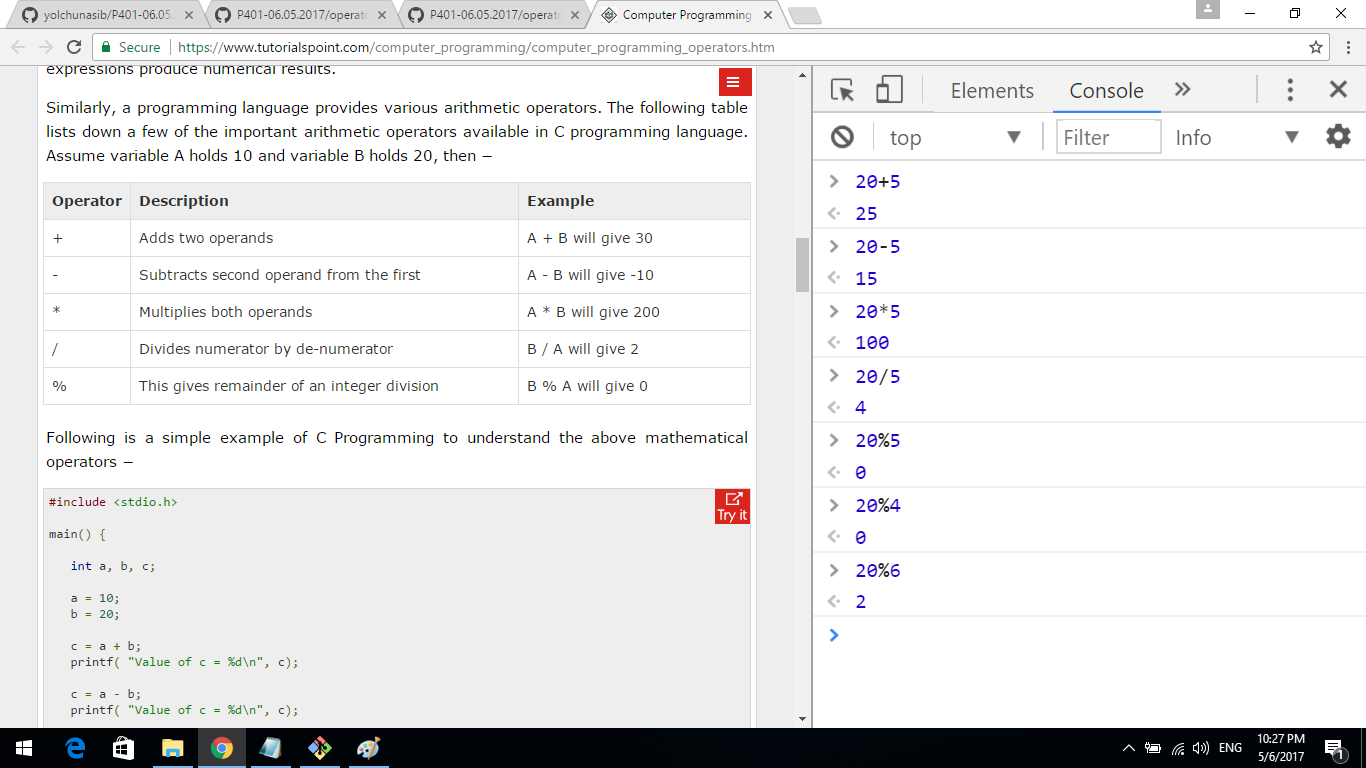 yolchunasib/P401-06.05.
P401-06.05.2017/operato
P401-06.05.2017/operato
Computer Programming
Secure
https://www.tutorialspoint.com/computer_programming/computer_programming_operators.htm
expressions produce numerical results.
Similarly, a programming language provides various arithmetic operators. The following table
lists down a few of the important arithmetic operators available in C programming language.
Assume variable A holds 10 and variable B holds 20, then −
Operator Description Example
+ Adds two operands A + B will give 30
- Subtracts second operand from the first A - B will give -10
* Multiplies both operands A * B will give 200
/ Divides numerator by de-numerator B / A will give 2
% This gives remainder of an integer division B % A will give 0
Following is a simple example of C Programming to understand the above mathematical
operators −
Try it
#include <stdio.h>
main() {
int a, b, c;
a = 10;
b = 20;
c = a + b;
printf( "Value of c = %d\n", c);
c = a - b;
printf( "Value of c = %d\n", c);
Elements Console »
top Filter Info
> 20+5
25
> 20-5
15
> 20*5
100
> 20/5
4
> 20%5
0
> 20%4
0
> 20%6
2
>
ENG
10:27 PM
5/6/2017
1